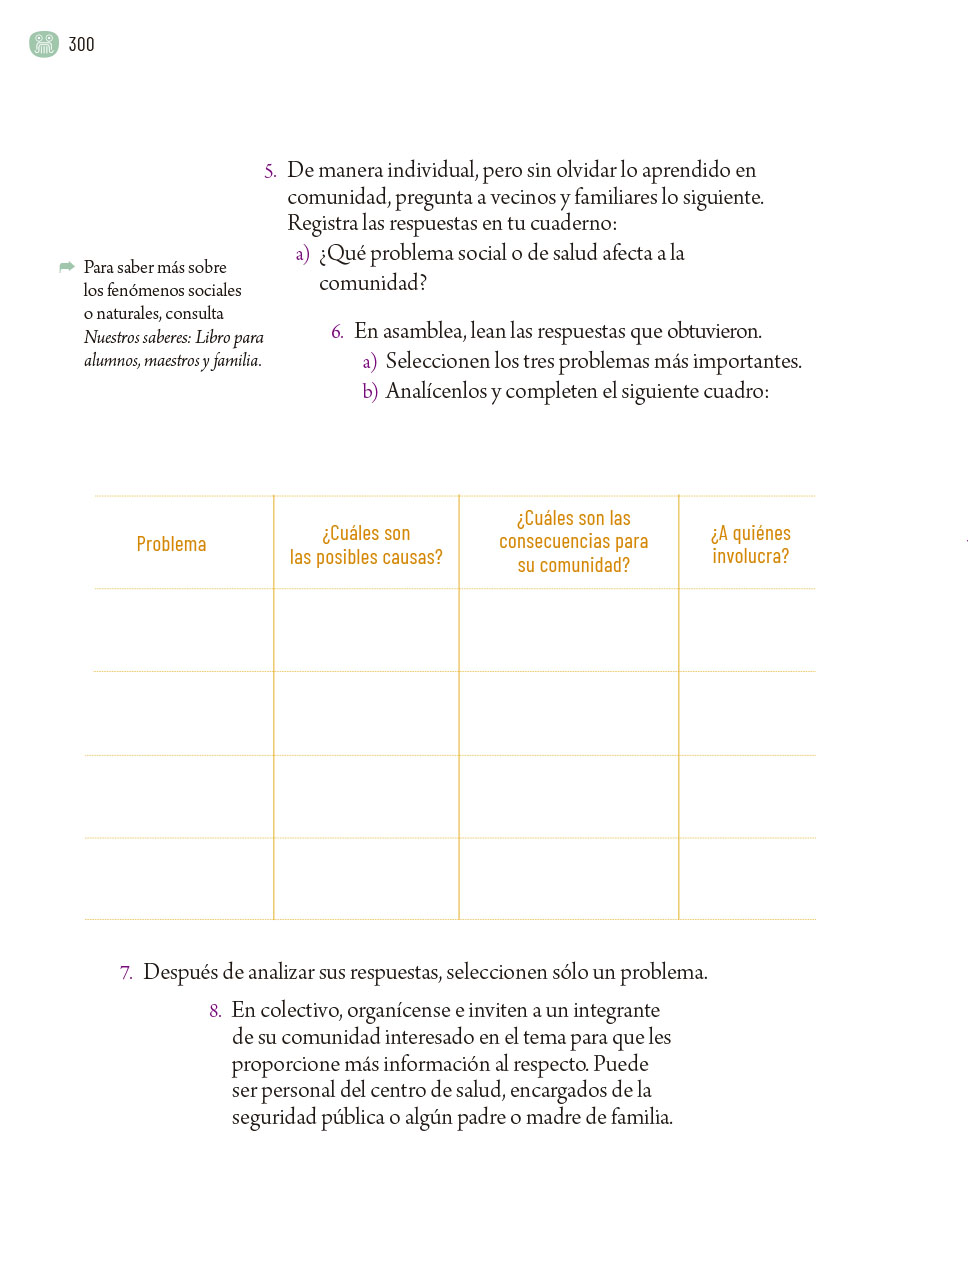 300
5. De manera individual, pero sin olvidar lo aprendido en
comunidad, pregunta a vecinos y familiares lo siguiente.
Registra las respuestas en tu cuaderno:
a) ¿Qué problema social o de salud afecta a la
comunidad?
Para saber más sobre
los fenómenos sociales
o naturales, consulta
Nuestros saberes: Libro para
alumnos, maestros y familia.
6. En asamblea, lean las respuestas que obtuvieron.
a) Seleccionen los tres problemas más importantes.
b) Analícenlos y completen el siguiente cuadro:
Problema
¿Cuáles son
las posibles causas?
¿Cuáles son las
consecuencias para
su comunidad?
¿A quiénes
involucra?
7. Después de analizar sus respuestas, seleccionen sólo un problema.
8. En colectivo, organícense e inviten a un integrante
de su comunidad interesado en el tema para que les
proporcione más información al respecto. Puede
ser personal del centro de salud, encargados de la
seguridad pública o algún padre o madre de familia.